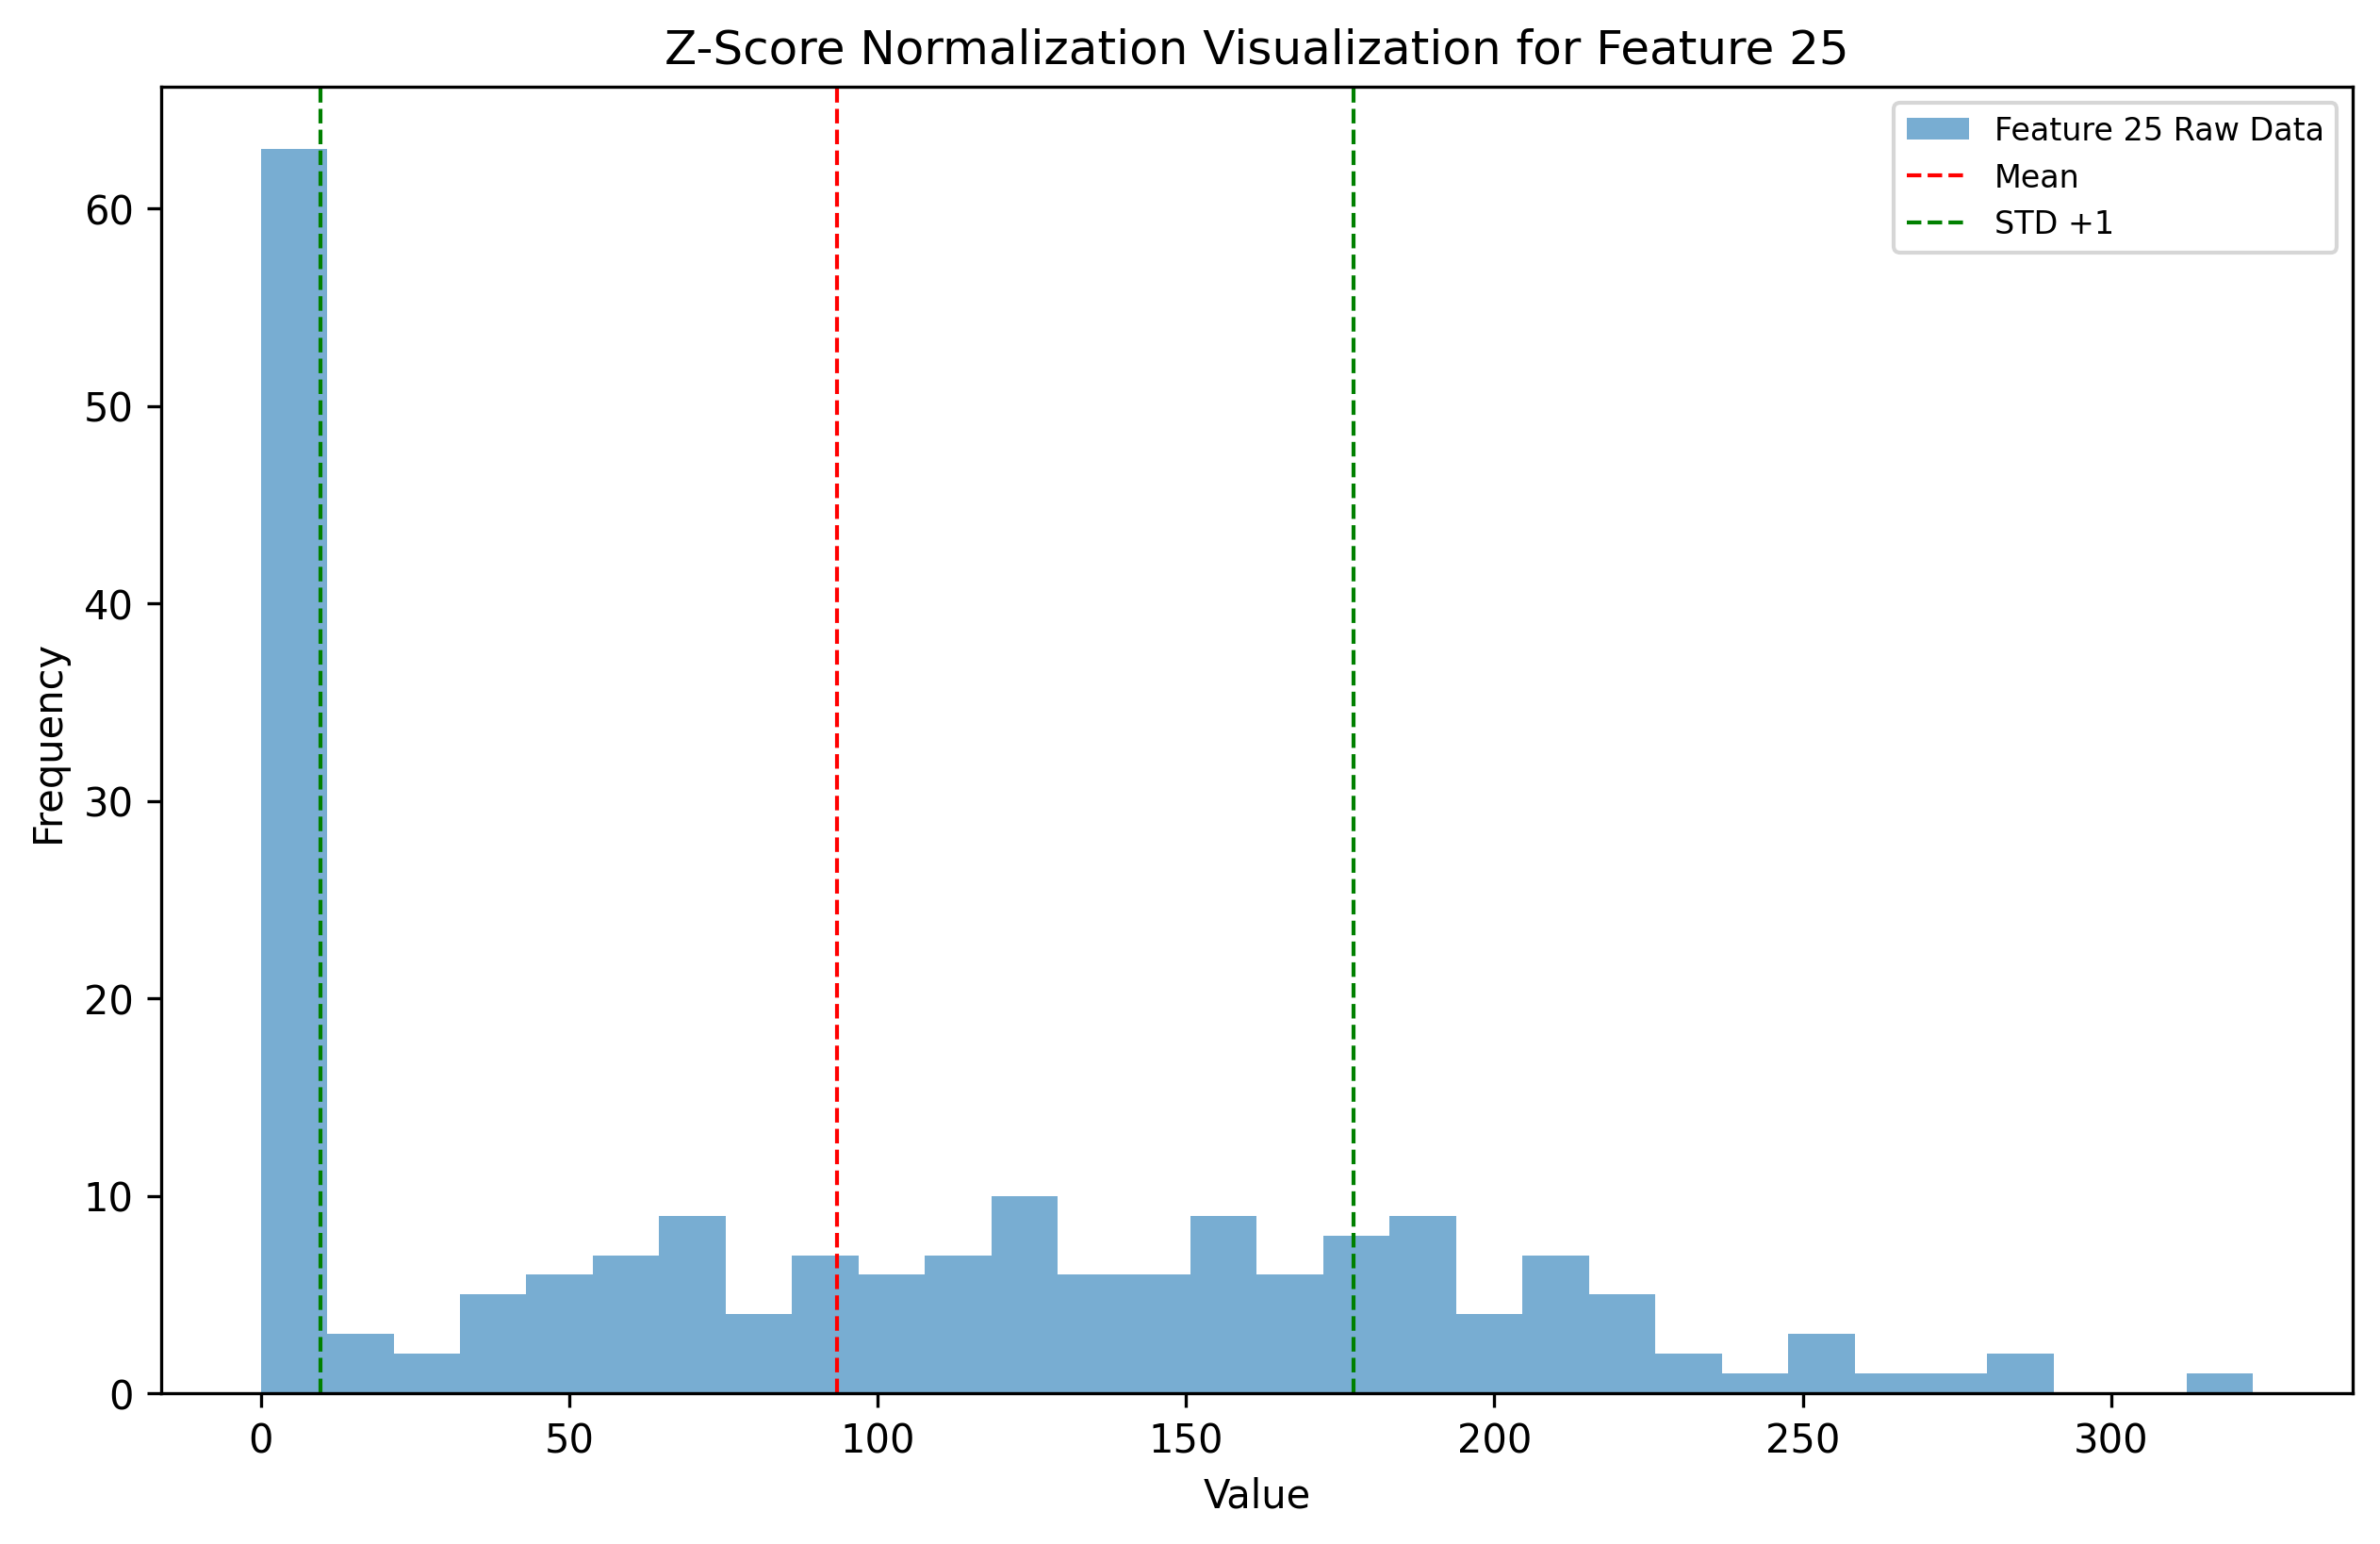 Z-Score Normalization Visualization for Feature 25
Feature 25 Raw Data
Mean
STD +1
60
50
40
30
20
10
0
Frequency
0 50 100 150 200 250 300
Value